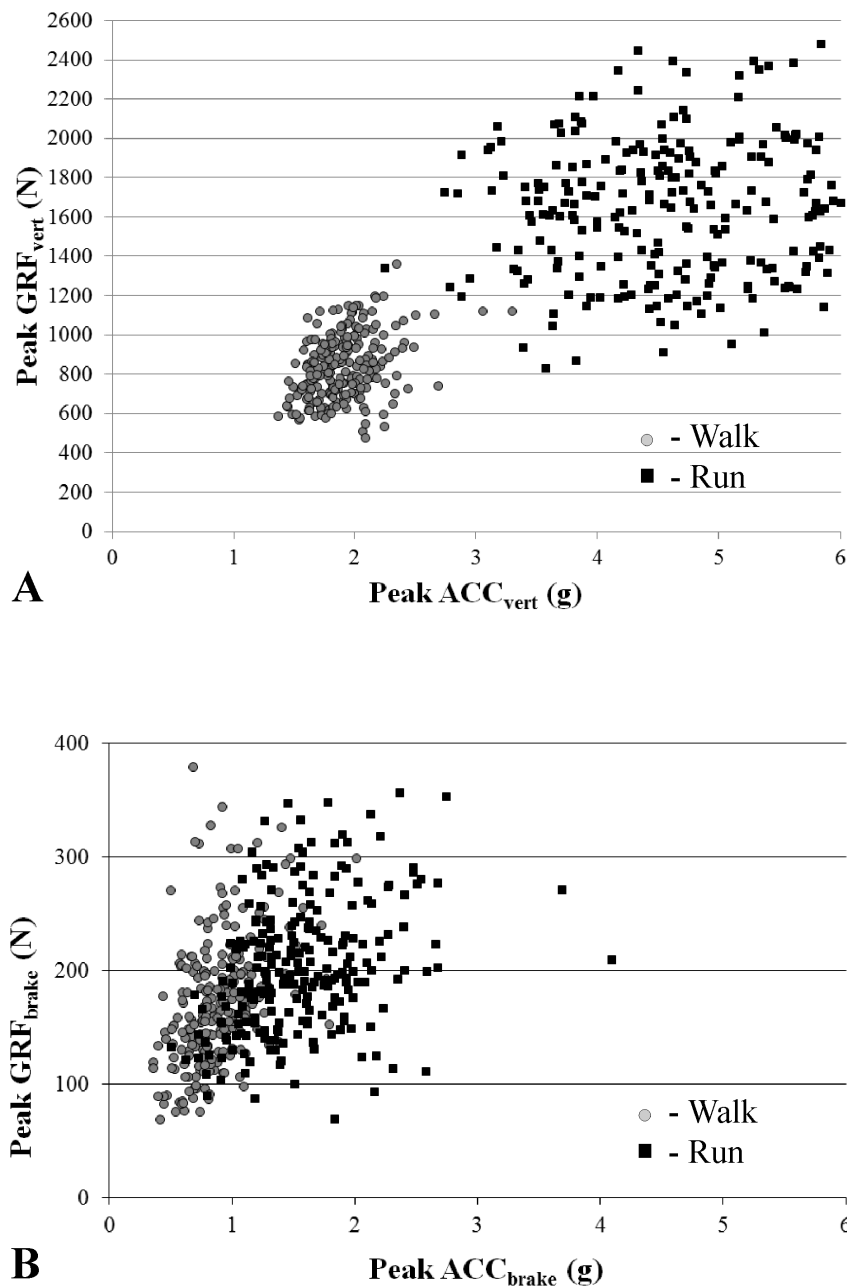 2600
2400
2200
2000
1800
1600
1400
1200
1000
800
600
400
200
0
Peak GRFvert (N)
- Walk
- Run
0 1 2 3 4 5 6
Peak ACCvert (g)
A
400
300
200
100
0
Peak GRFbrake (N)
- Walk
- Run
0 1 2 3 4 5 6
Peak ACCbrake (g)
B